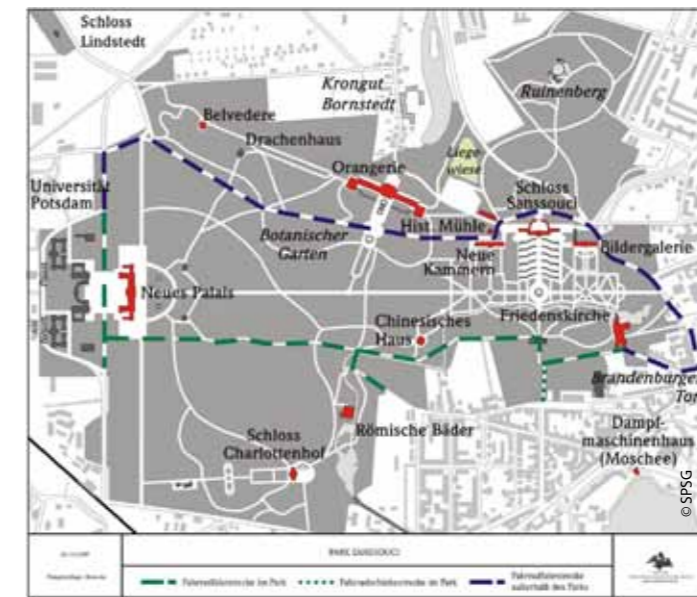 Schloss
Lindstedt
Krongut
Bornstedt
Ruinenberg
Belvedere
Drachenhaus
Orangerie
Liege-
wiese
Schloss
Sanssouci
Universität
Potsdam
Hist. Mühle
Botanischer
Garten
Neue
Kammern
Bildergalerie
Neues Palais
Chinesisches
Haus
Friedenskirche
Brandenburger
Tor
Römische Bäder
Schloss
Charlottenhof
Dampf-
maschinenhaus
(Moschee)
© SPSG
PARK SANSSOUCI